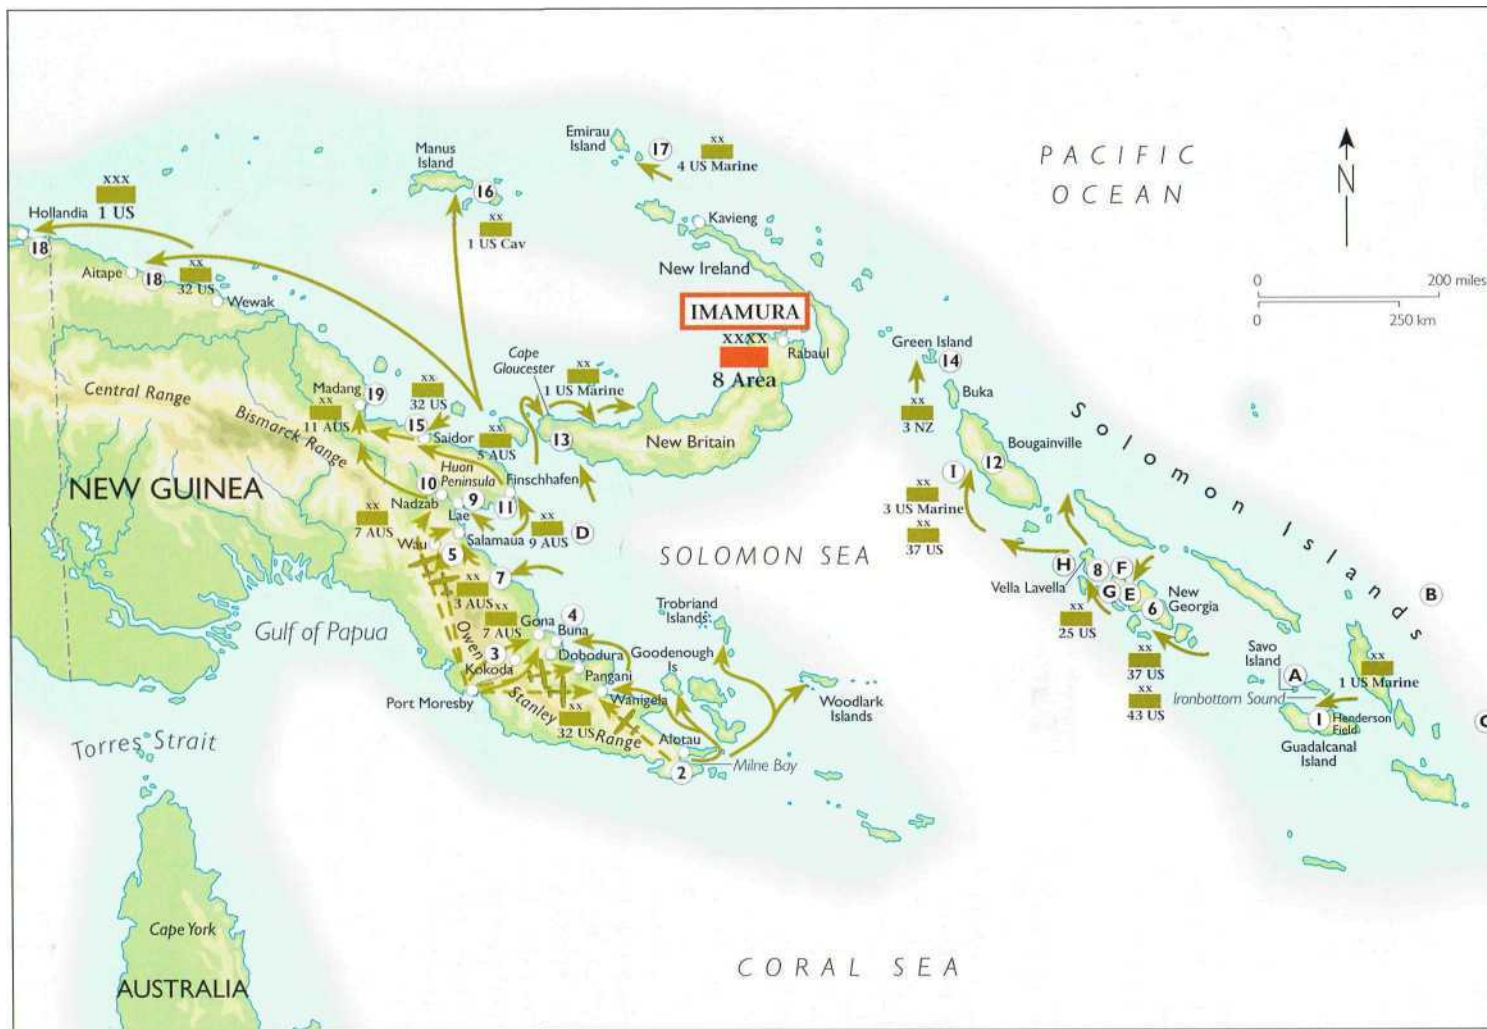 PACIFIC
OCEAN
N
0
200 miles
0
250 km
Emirau
Island
17
xx
4 US Marine
Manus
Island
16
xx
1 US Cav
xxx
1 US
Hollandia
18
Aitape
18
xx
32 US
Wewak
Kavieng
New Ireland
IMAMURA
XXXX
8 Area
Rabaul
Cape
Gloucester
xx
1 US Marine
13
New Britain
Green Island
14
Buka
xx
3 NZ
Bougainville
12
I
xx
3 US Marine
xx
37 US
Solomon Islands
Central Range
Bismarck Range
Madang
19
xx
11 AUS
xx
32 US
15
Saidor
xx
5 AUS
Huon
Peninsula
Finschhafen
10
9
11
Nadzab
Lae
NEW GUINEA
xx
7 AUS
Wau
Salamaua
xx
9 AUS
D
5
7
xx
3 AUS
xx
7 AUS
4
Gona
Buna
3
Kokoda
Dobodura
Pangani
Wanigela
Owen
Stanley
Range
xx
32 US
Port Moresby
Gulf of Papua
SOLOMON SEA
Trobriand
Islands
Goodenough
Is
Woodlark
Islands
Alotau
2
Milne Bay
H
8
F
Vella Lavella
G
E
6
New
Georgia
xx
25 US
xx
37 US
xx
43 US
B
Savo
Island
A
Ironbottom Sound
xx
1 US Marine
1
Henderson
Field
Guadalcanal
Island
Torres Strait
Cape York
AUSTRALIA
CORAL SEA